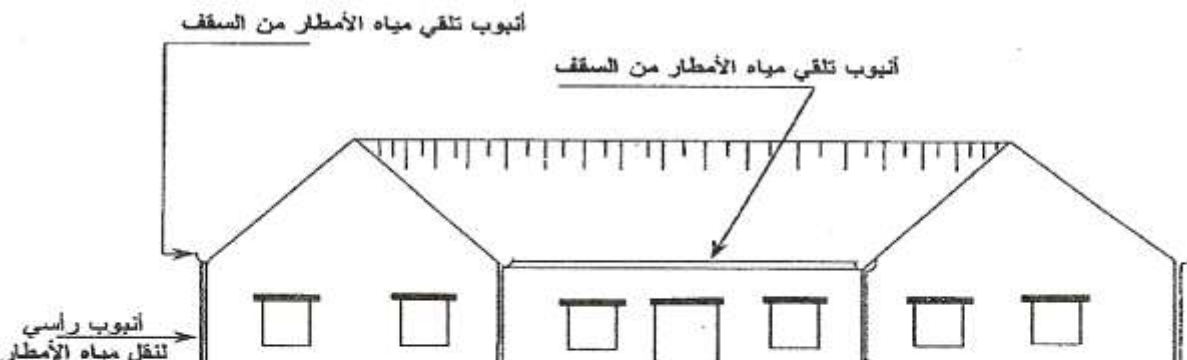 أنبوب تلقي مياه الأمطار من السقف
أنبوب تلقي مياه الأمطار من السقف
أنبوب رأسي
لنقل مياه الأمطار